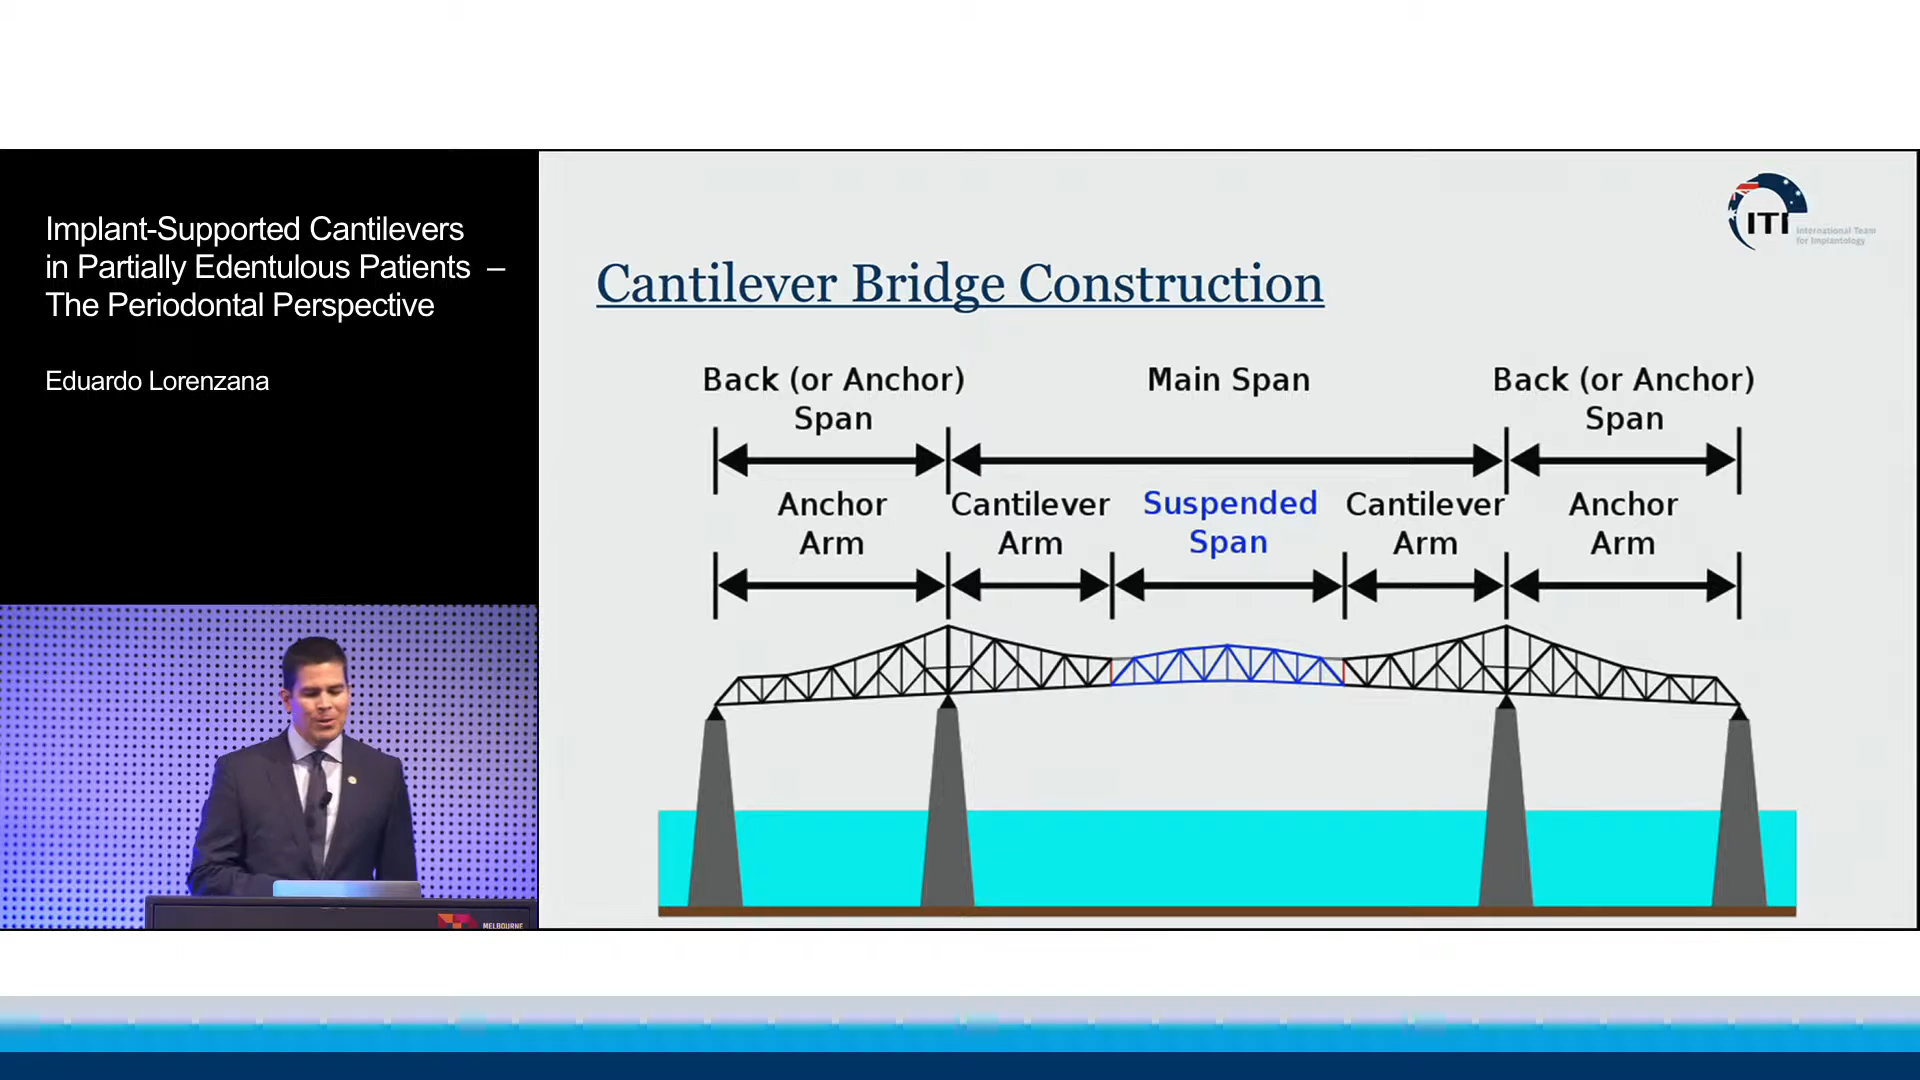 Implant-Supported Cantilevers
in Partially Edentulous Patients –
The Periodontal Perspective
Eduardo Lorenzana
ITI
International Team
for Implantology
Cantilever Bridge Construction
Back (or Anchor)
Span
Main Span
Back (or Anchor)
Span
Anchor
Arm
Cantilever
Arm
Suspended
Span
Cantilever
Arm
Anchor
Arm
MELBOURNE